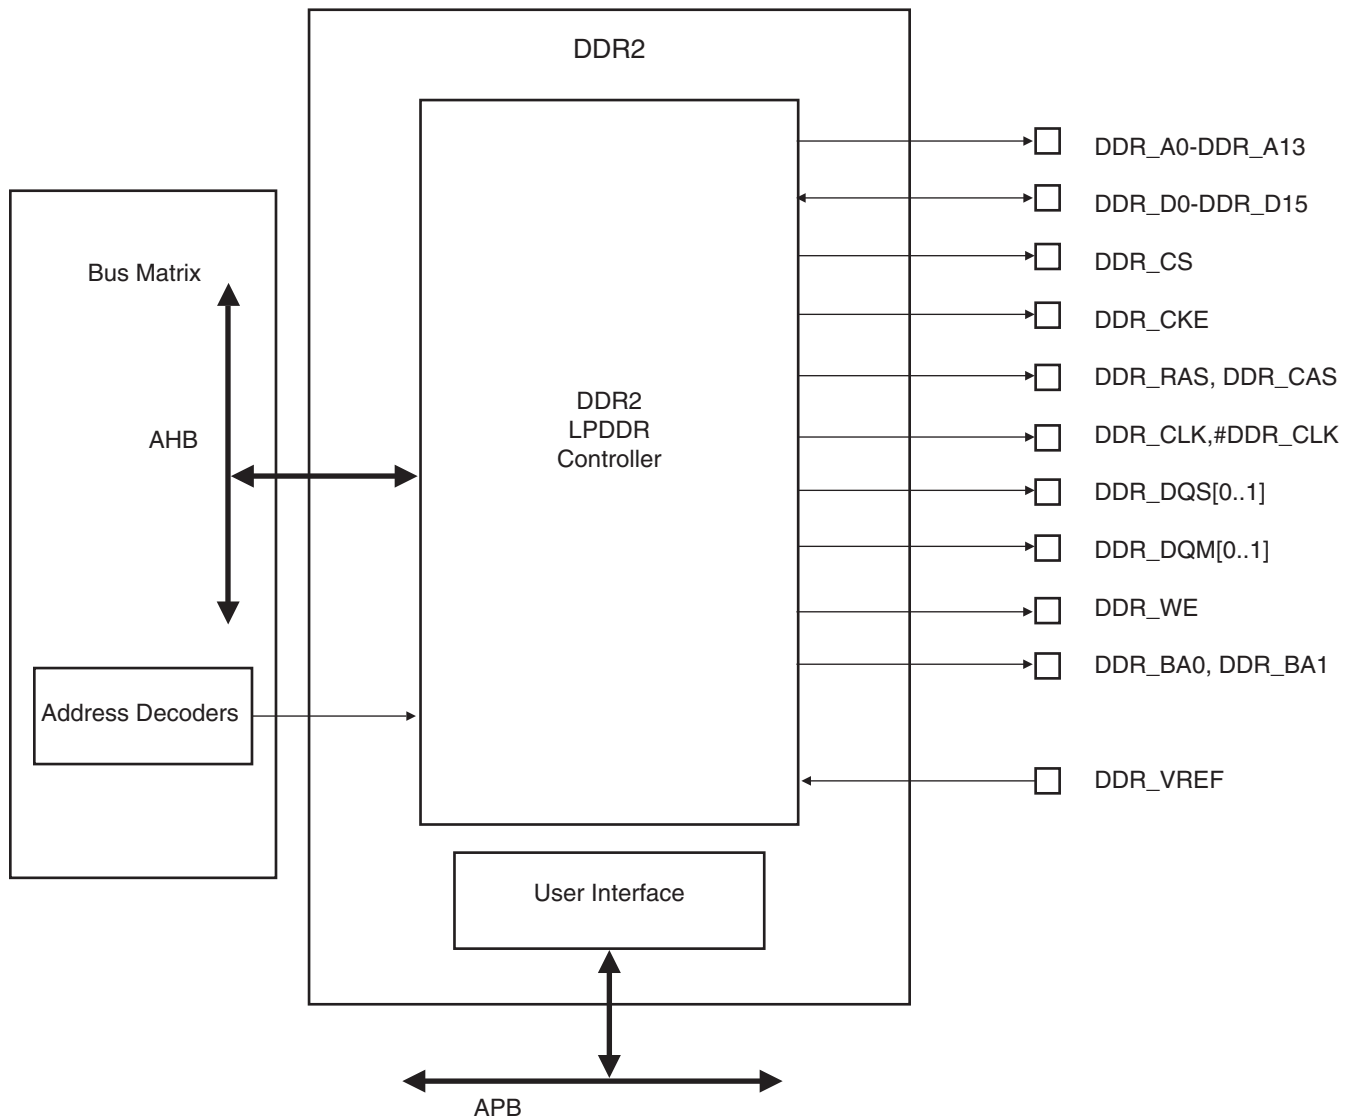 DDR2
DDR_A0-DDR_A13
DDR_D0-DDR_D15
DDR_CS
Bus Matrix
DDR_CKE
DDR_RAS, DDR_CAS
DDR2
LPDDR
Controller
AHB
DDR_CLK,#DDR_CLK
DDR_DQS[0..1]
DDR_DQM[0..1]
DDR_WE
DDR_BA0, DDR_BA1
Address Decoders
DDR_VREF
User Interface
APB